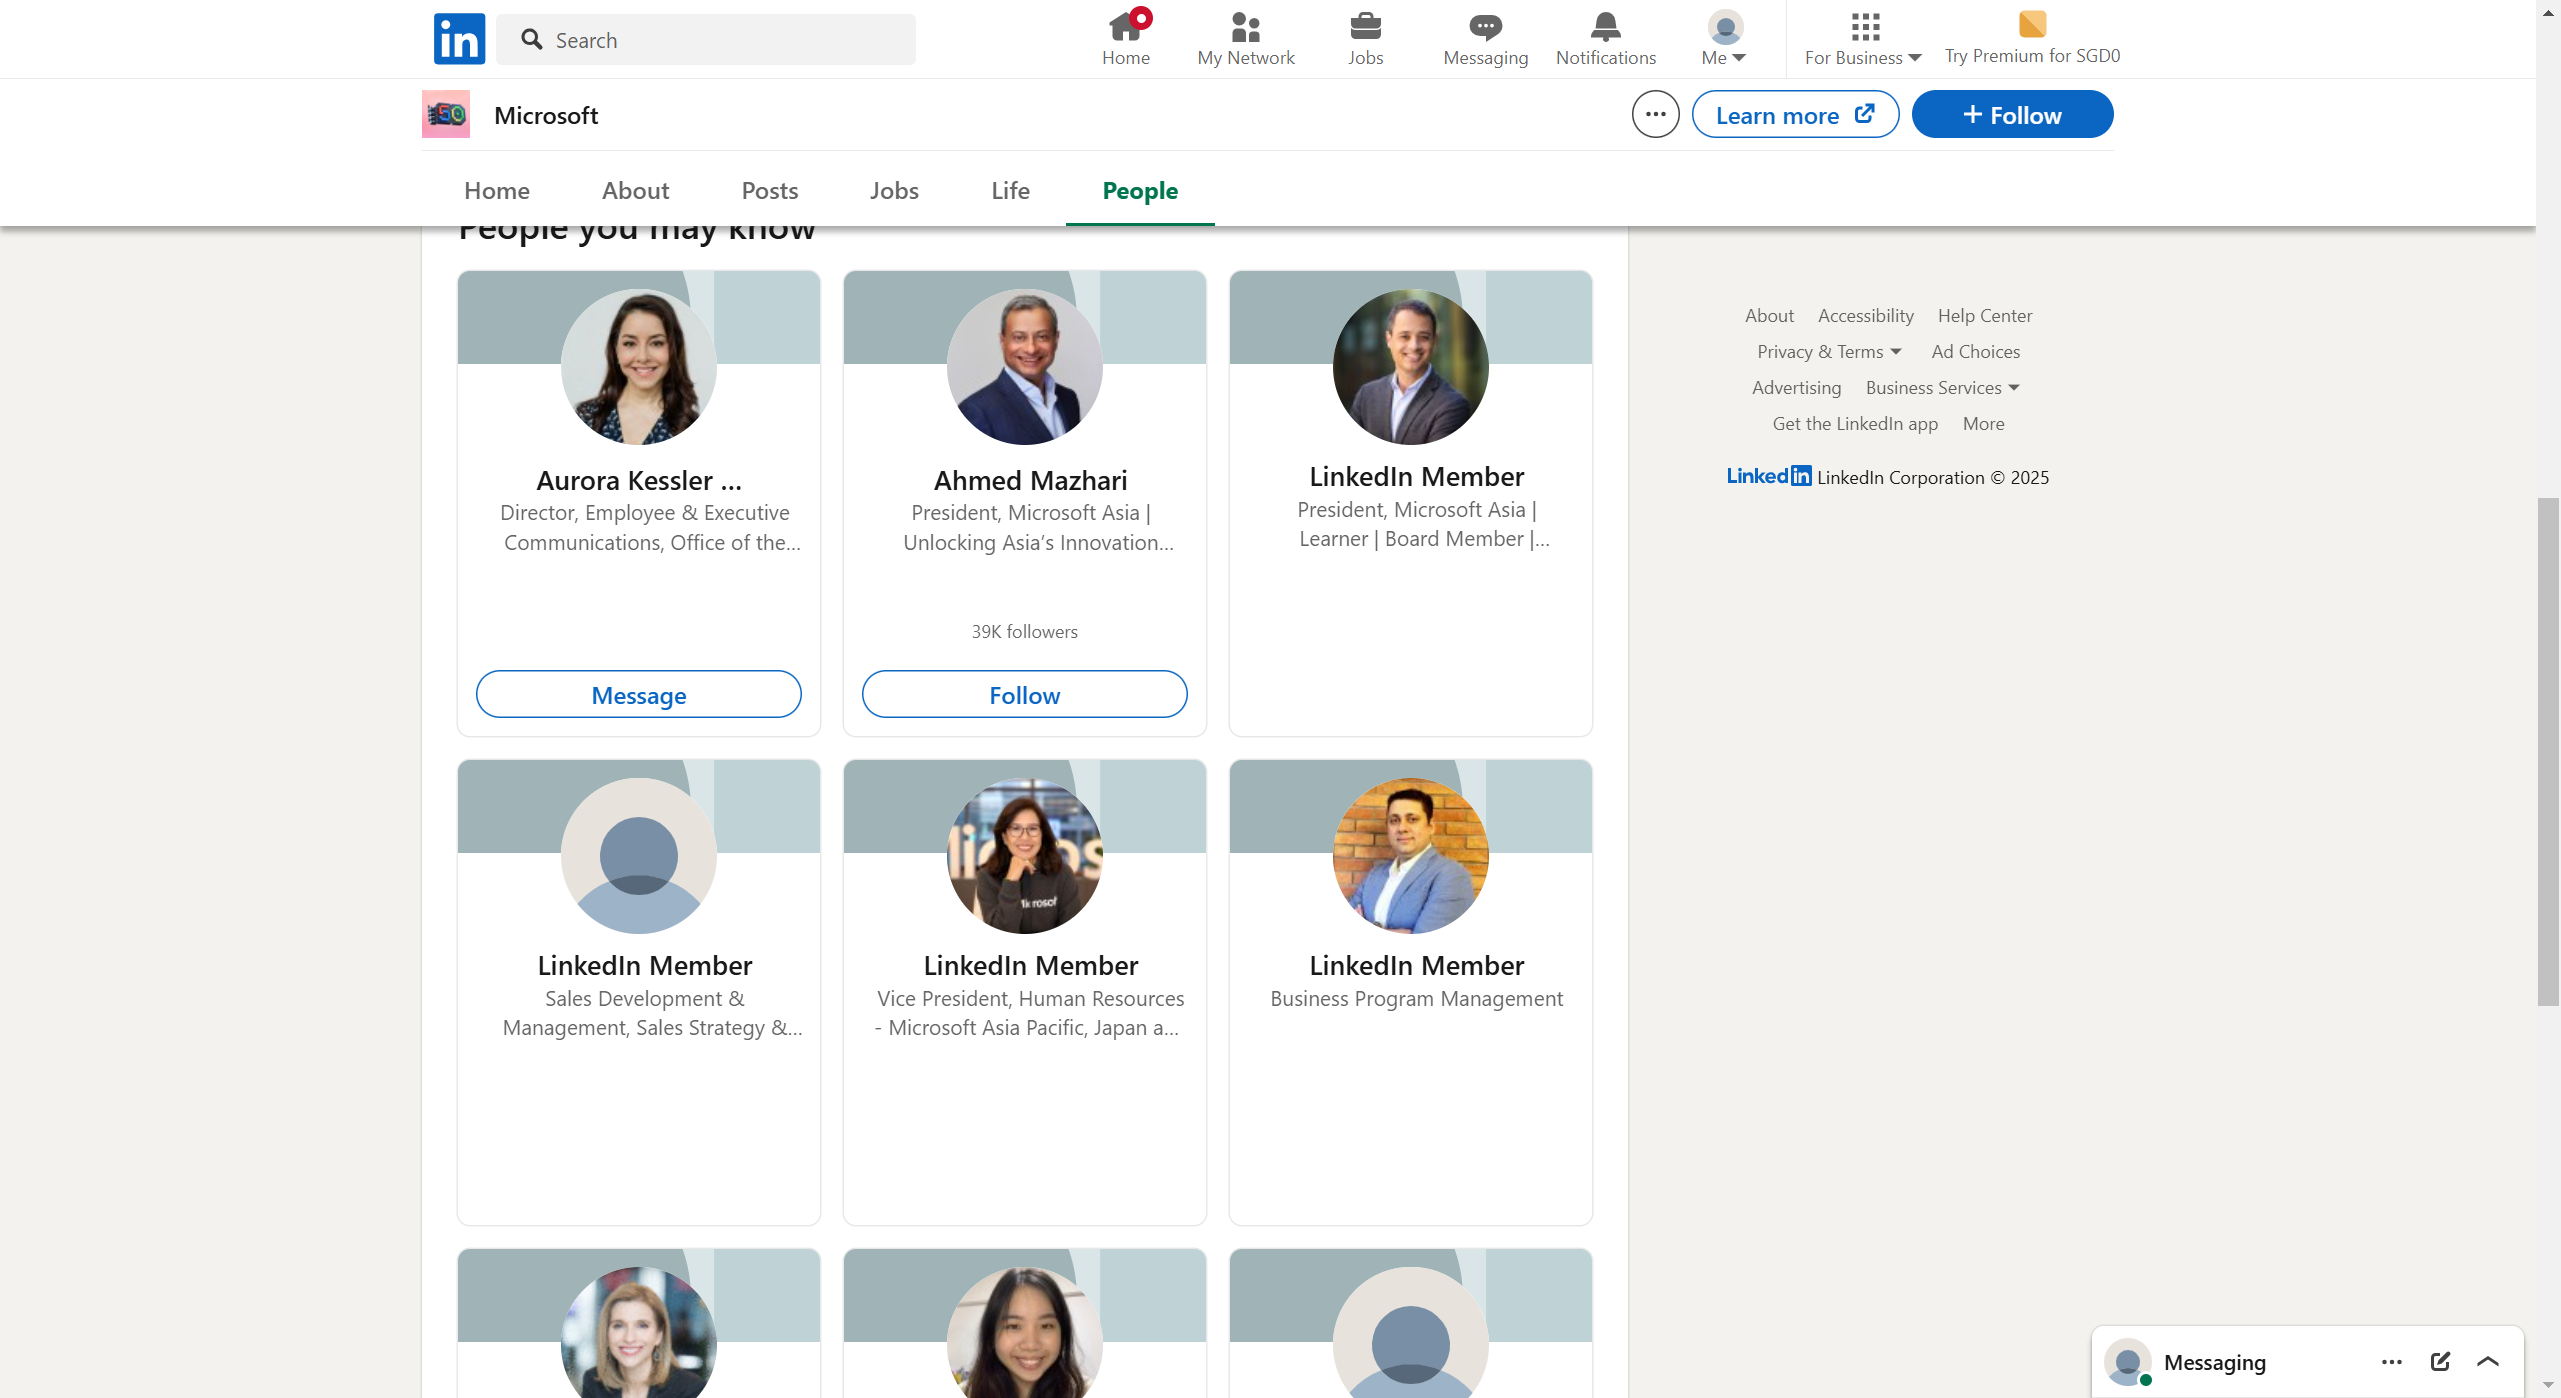 in
Search
Home
My Network
Jobs
Messaging
Notifications
Me
For Business
Try Premium for SGD0
Microsoft
Learn more
+ Follow
Home
About
Posts
Jobs
Life
People
People you may know
Aurora Kessler ...
Director, Employee & Executive
Communications, Office of the...
Message
Ahmed Mazhari
President, Microsoft Asia |
Unlocking Asia's Innovation...
39K followers
Follow
LinkedIn Member
President, Microsoft Asia |
Learner | Board Member |...
LinkedIn Member
Sales Development &
Management, Sales Strategy &...
LinkedIn Member
Vice President, Human Resources
- Microsoft Asia Pacific, Japan a...
LinkedIn Member
Business Program Management
About Accessibility Help Center
Privacy & Terms Ad Choices
Advertising Business Services
Get the LinkedIn app More
LinkedIn LinkedIn Corporation © 2025
Messaging